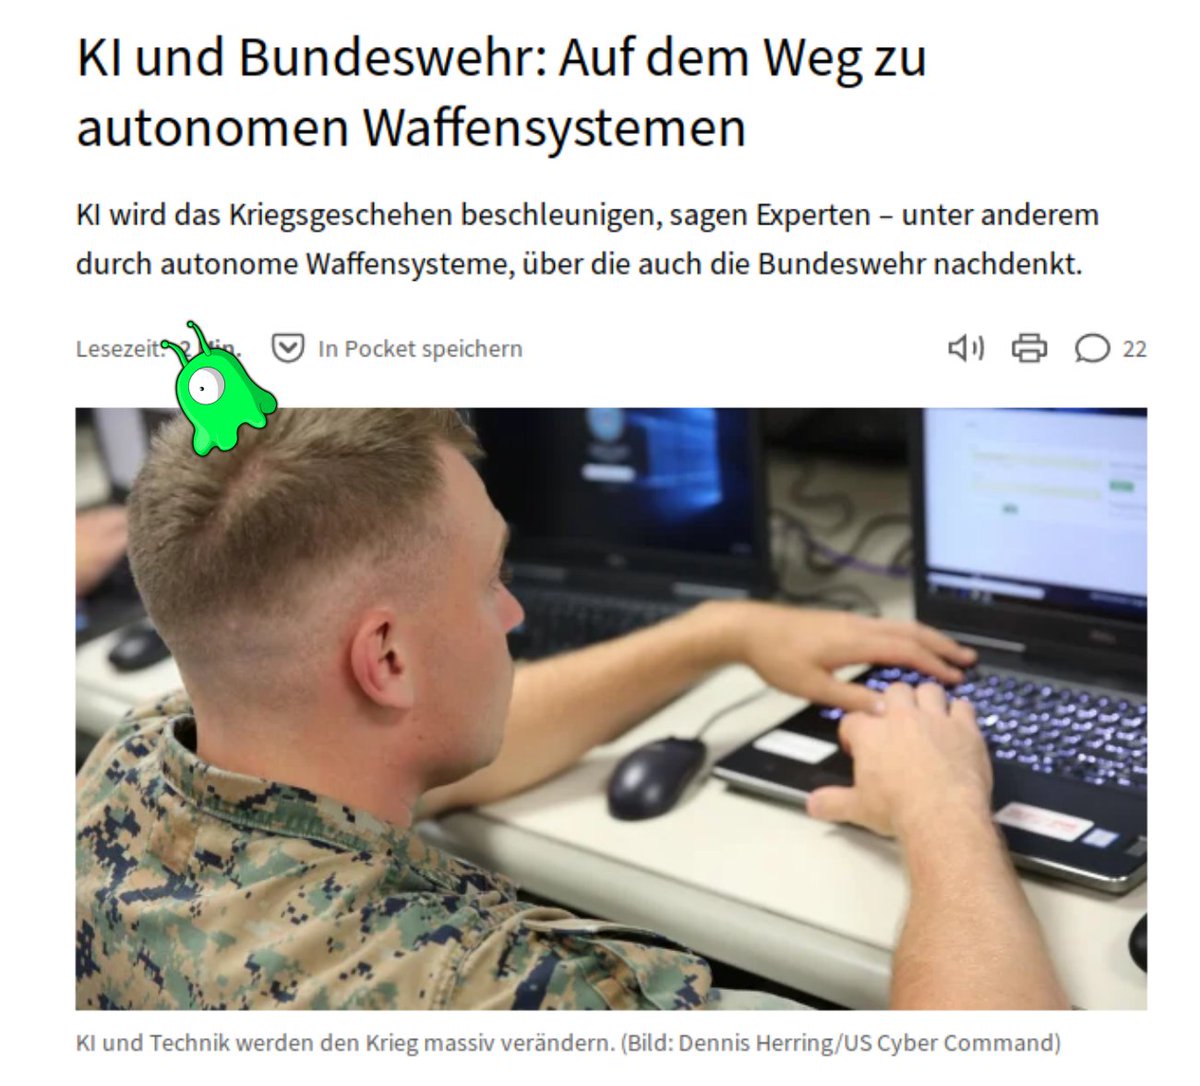 KI und Bundeswehr: Auf dem Weg zu
autonomen Waffensystemen
KI wird das Kriegsgeschehen beschleunigen, sagen Experten – unter anderem
durch autonome Waffensysteme, über die auch die Bundeswehr nachdenkt.
Lesezeit: 2 Min. In Pocket speichern 22
KI und Technik werden den Krieg massiv verändern. (Bild: Dennis Herring/US Cyber Command)